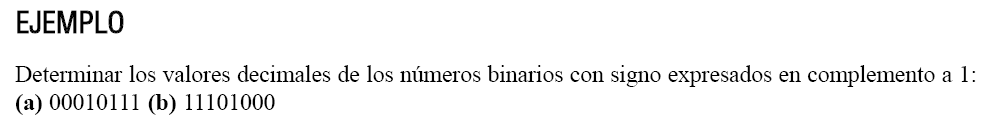 EJEMPLO
Determinar los valores decimales de los números binarios con signo expresados en complemento a 1:
(a) 00010111 (b) 11101000